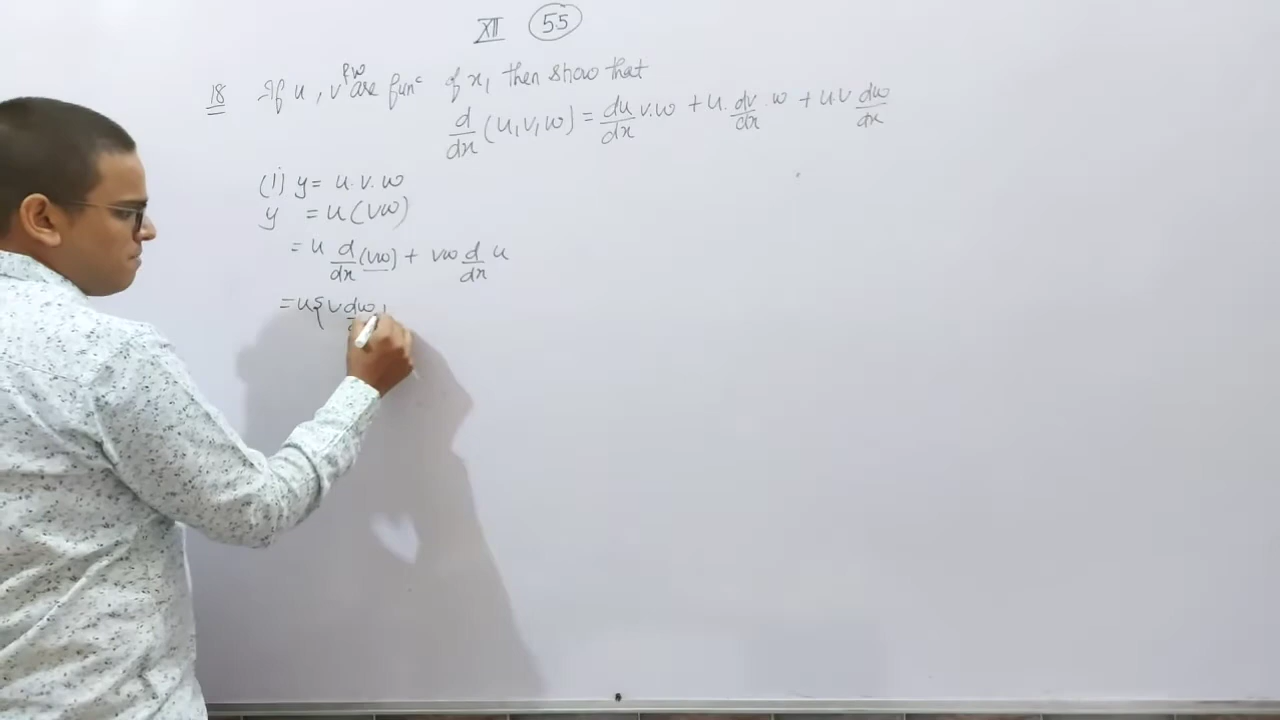 XII 55
18 If u, v & w are func of x, then show that
d/dx (u, v, w) = du/dx v.w + u. dv/dx . w + u.v dw/dx
(i) y = u.v.w
y = u(vw)
= u d/dx (vw) + vw d/dx u
= u{ v dw